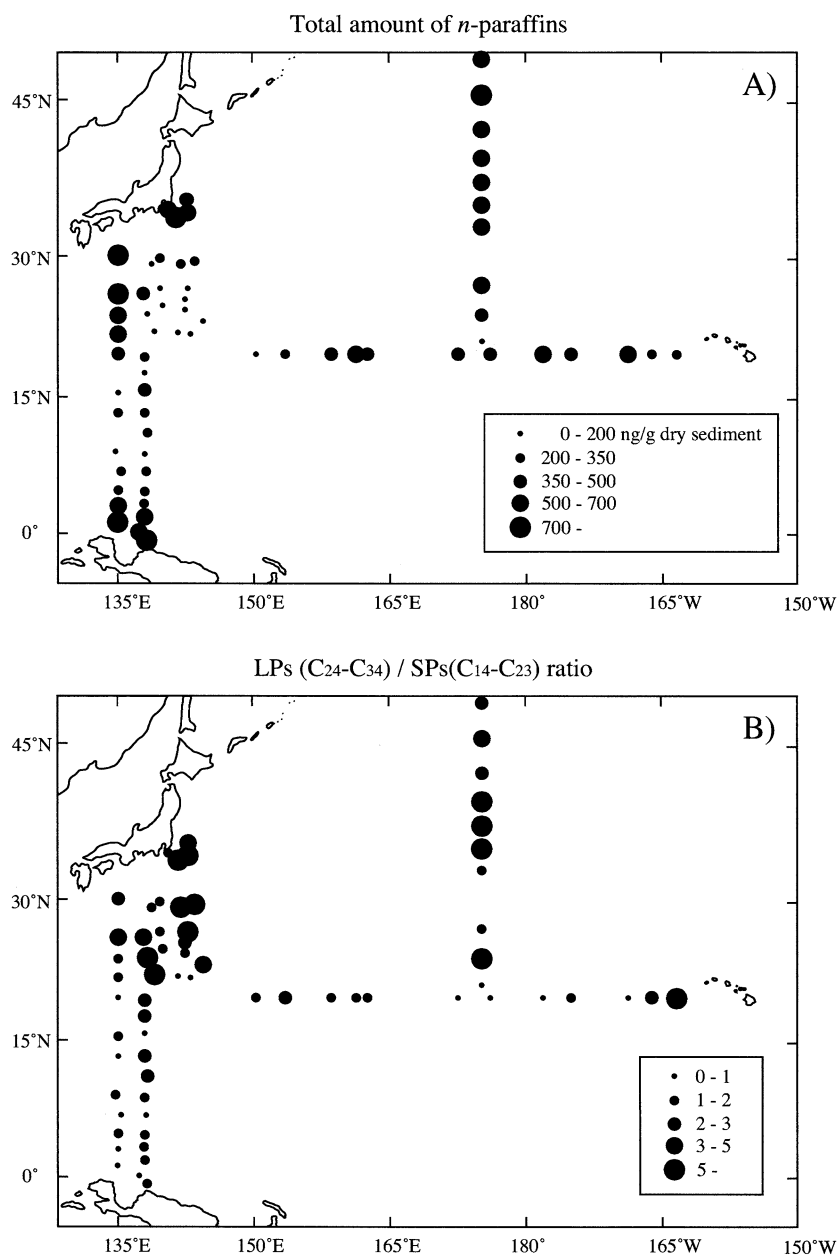 Total amount of n-paraffins
A)
45°N
30°N
15°N
0°
0 - 200 ng/g dry sediment
200 - 350
350 - 500
500 - 700
700 -
135°E 150°E 165°E 180° 165°W 150°W
LPs (C24-C34) / SPs(C14-C23) ratio
B)
45°N
30°N
15°N
0°
0 - 1
1 - 2
2 - 3
3 - 5
5 -
135°E 150°E 165°E 180° 165°W 150°W